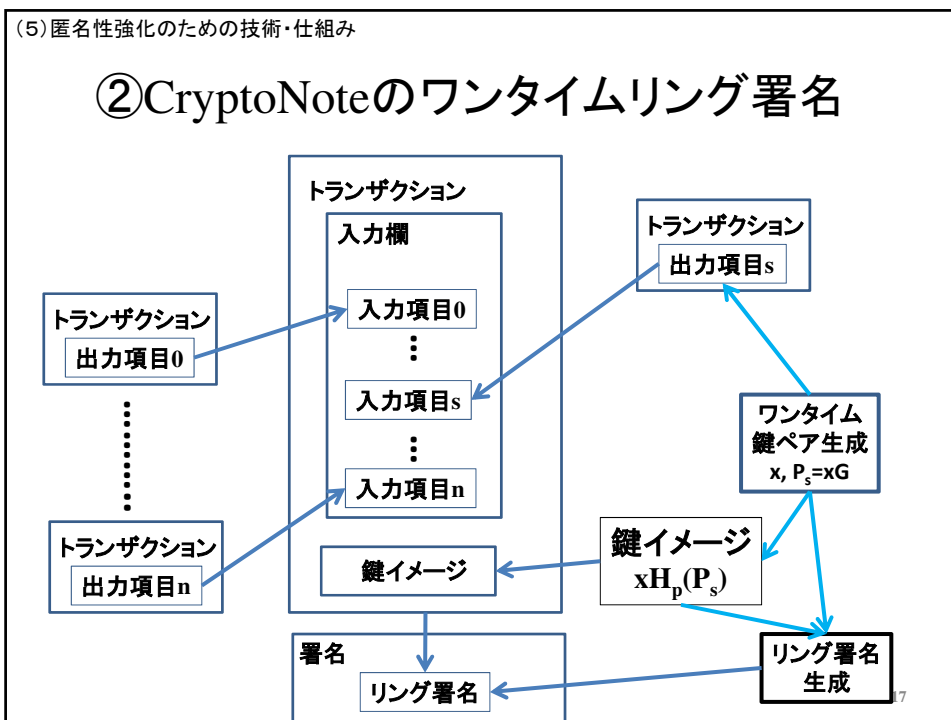 (５)匿名性強化のための技術・仕組み
②CryptoNoteのワンタイムリング署名
トランザクション
入力欄
入力項目0
⋮
入力項目s
⋮
入力項目n
鍵イメージ
署名
リング署名
トランザクション
出力項目0
トランザクション
出力項目n
トランザクション
出力項目s
ワンタイム
鍵ペア生成
x, Ps=xG
鍵イメージ
xHp(Ps)
リング署名
生成
17